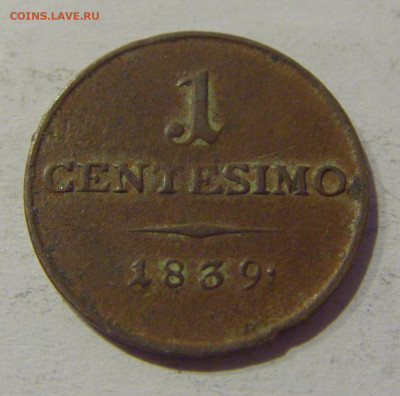 COINS.LAVE.RU
1
CENTESIMO
1839.